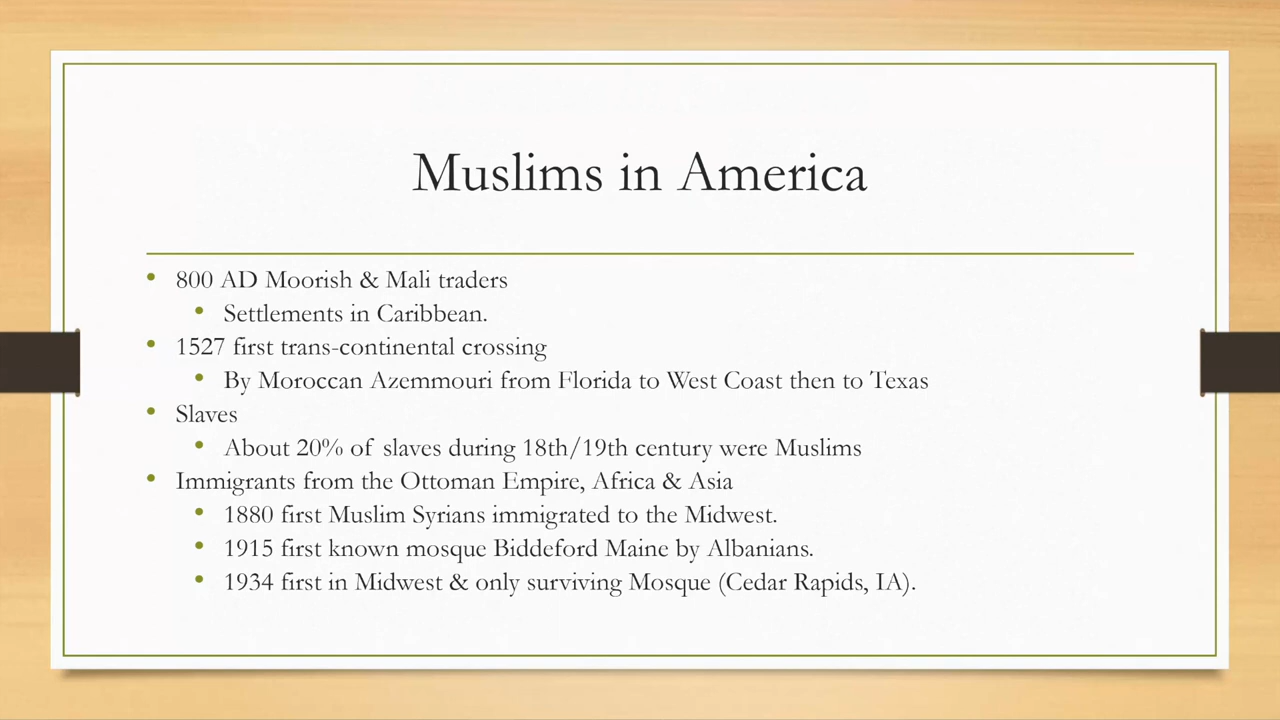 Muslims in America
• 800 AD Moorish & Mali traders
• Settlements in Caribbean.
• 1527 first trans-continental crossing
• By Moroccan Azemmouri from Florida to West Coast then to Texas
• Slaves
• About 20% of slaves during 18th/19th century were Muslims
• Immigrants from the Ottoman Empire, Africa & Asia
• 1880 first Muslim Syrians immigrated to the Midwest.
• 1915 first known mosque Biddeford Maine by Albanians.
• 1934 first in Midwest & only surviving Mosque (Cedar Rapids, IA).